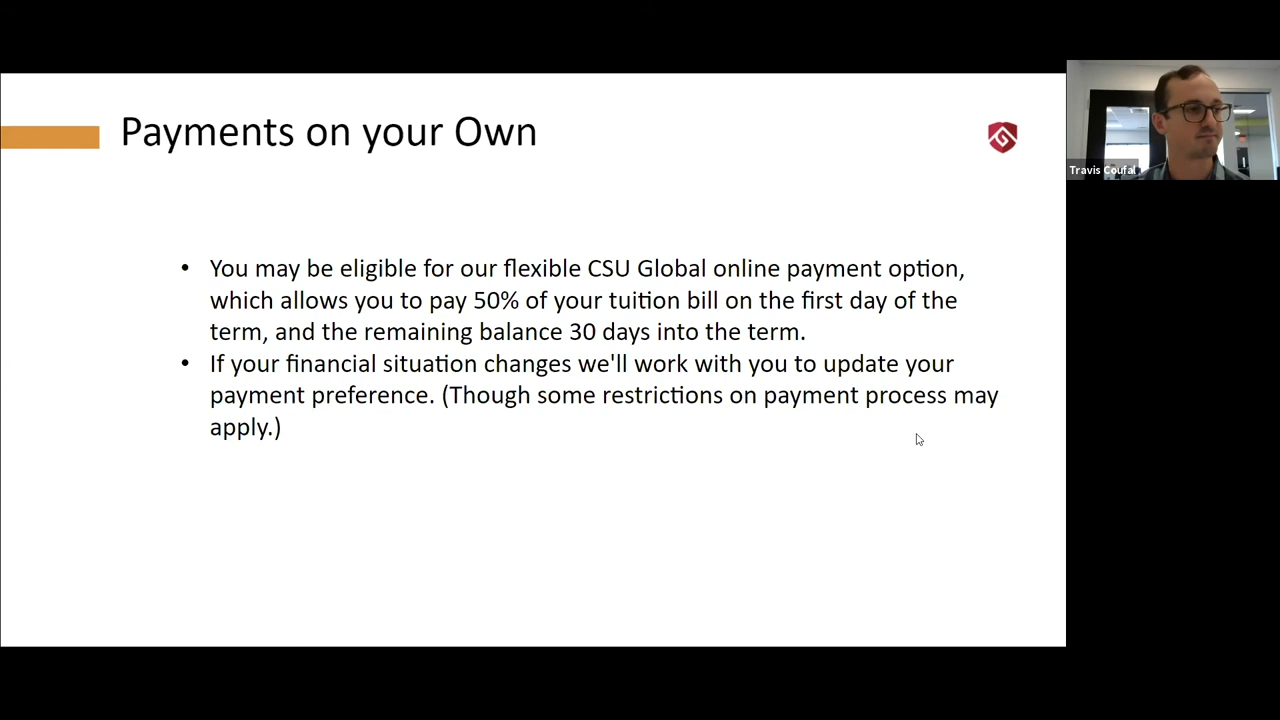 Payments on your Own
• You may be eligible for our flexible CSU Global online payment option,
which allows you to pay 50% of your tuition bill on the first day of the
term, and the remaining balance 30 days into the term.
• If your financial situation changes we'll work with you to update your
payment preference. (Though some restrictions on payment process may
apply.)
Travis Coufal